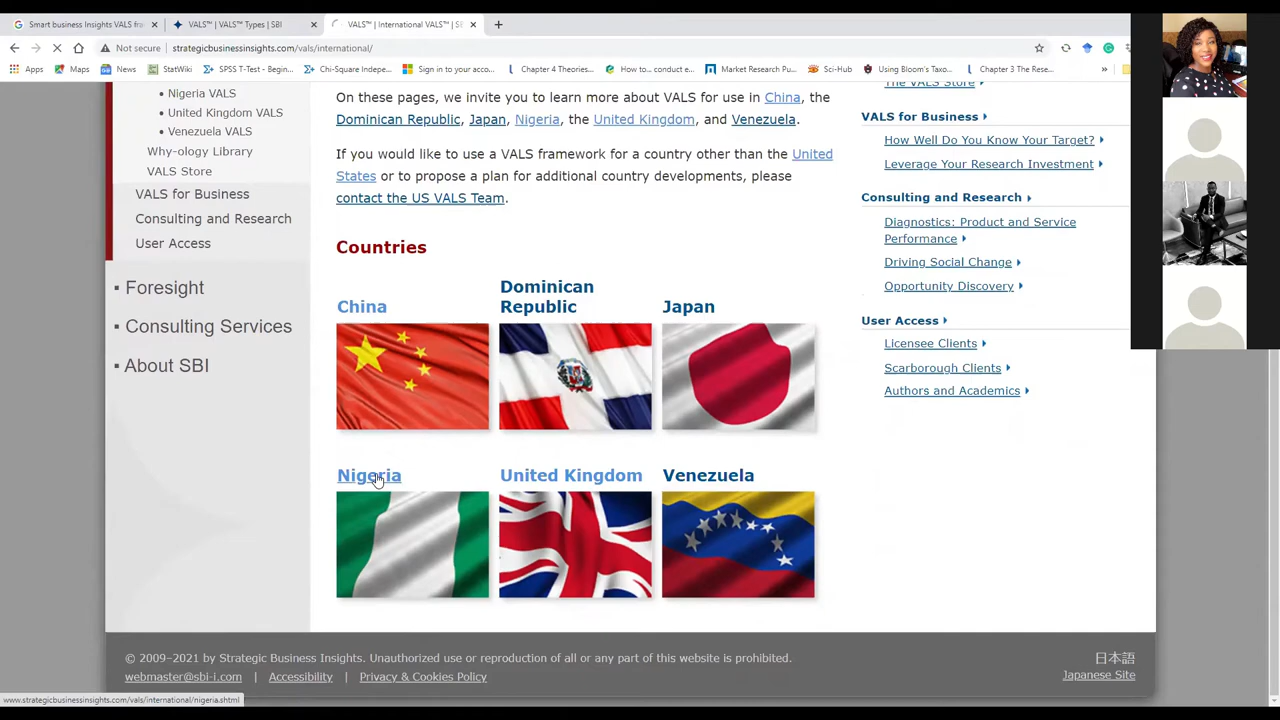 Smart business Insights VALS fra
VALS™ | VALS™ Types | SBI
VALS™ | International VALS™ | SB
Not secure | strategicbusinessinsights.com/vals/international/
Apps Maps News StatWiki SPSS T-Test - Begin... Chi-Square Indepe... Sign in to your acco... Chapter 4 Theories... How to... conduct e... Market Research Pu... Sci-Hub Using Bloom's Taxo... Chapter 3 The Rese... »
Nigeria VALS
United Kingdom VALS
Venezuela VALS
Why-ology Library
VALS Store
VALS for Business
Consulting and Research
User Access
Foresight
Consulting Services
About SBI
On these pages, we invite you to learn more about VALS for use in China, the
Dominican Republic, Japan, Nigeria, the United Kingdom, and Venezuela.
If you would like to use a VALS framework for a country other than the United
States or to propose a plan for additional country developments, please
contact the US VALS Team.
Countries
China
Dominican
Republic
Japan
Nigeria
United Kingdom
Venezuela
The VALS Store
VALS for Business
How Well Do You Know Your Target?
Leverage Your Research Investment
Consulting and Research
Diagnostics: Product and Service
Performance
Driving Social Change
Opportunity Discovery
User Access
Licensee Clients
Scarborough Clients
Authors and Academics
© 2009–2021 by Strategic Business Insights. Unauthorized use or reproduction of all or any part of this website is prohibited.
webmaster@sbi-i.com | Accessibility | Privacy & Cookies Policy
日本語
Japanese Site
www.strategicbusinessinsights.com/vals/international/nigeria.shtml